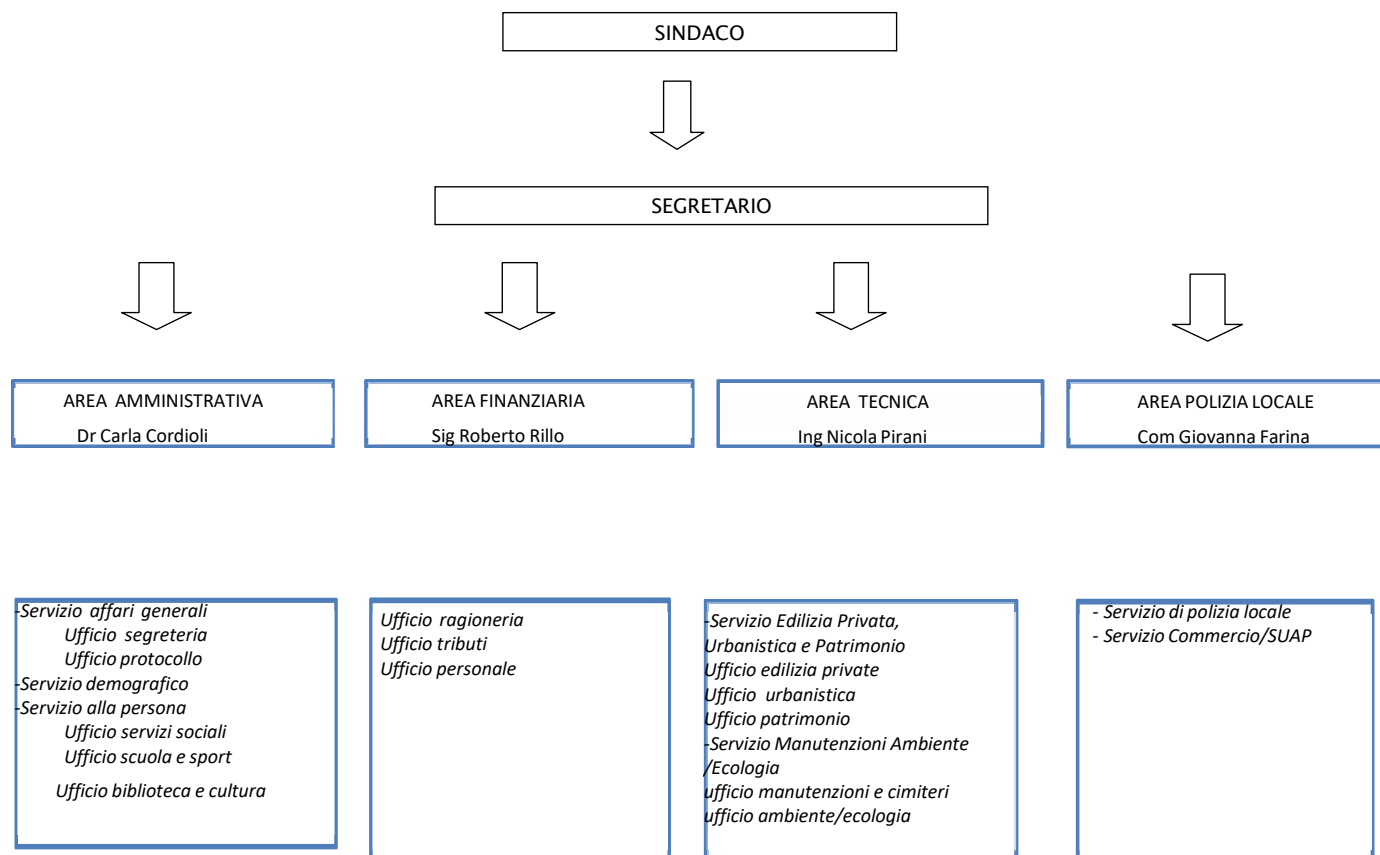 SINDACO
SEGRETARIO
AREA AMMINISTRATIVA
Dr Carla Cordioli
AREA FINANZIARIA
Sig Roberto Rillo
AREA TECNICA
Ing Nicola Pirani
AREA POLIZIA LOCALE
Com Giovanna Farina
-Servizio affari generali
Ufficio segreteria
Ufficio protocollo
-Servizio demografico
-Servizio alla persona
Ufficio servizi sociali
Ufficio scuola e sport
Ufficio biblioteca e cultura
Ufficio ragioneria
Ufficio tributi
Ufficio personale
-Servizio Edilizia Privata,
Urbanistica e Patrimonio
Ufficio edilizia private
Ufficio urbanistica
Ufficio patrimonio
-Servizio Manutenzioni Ambiente
/Ecologia
ufficio manutenzioni e cimiteri
ufficio ambiente/ecologia
- Servizio di polizia locale
- Servizio Commercio/SUAP